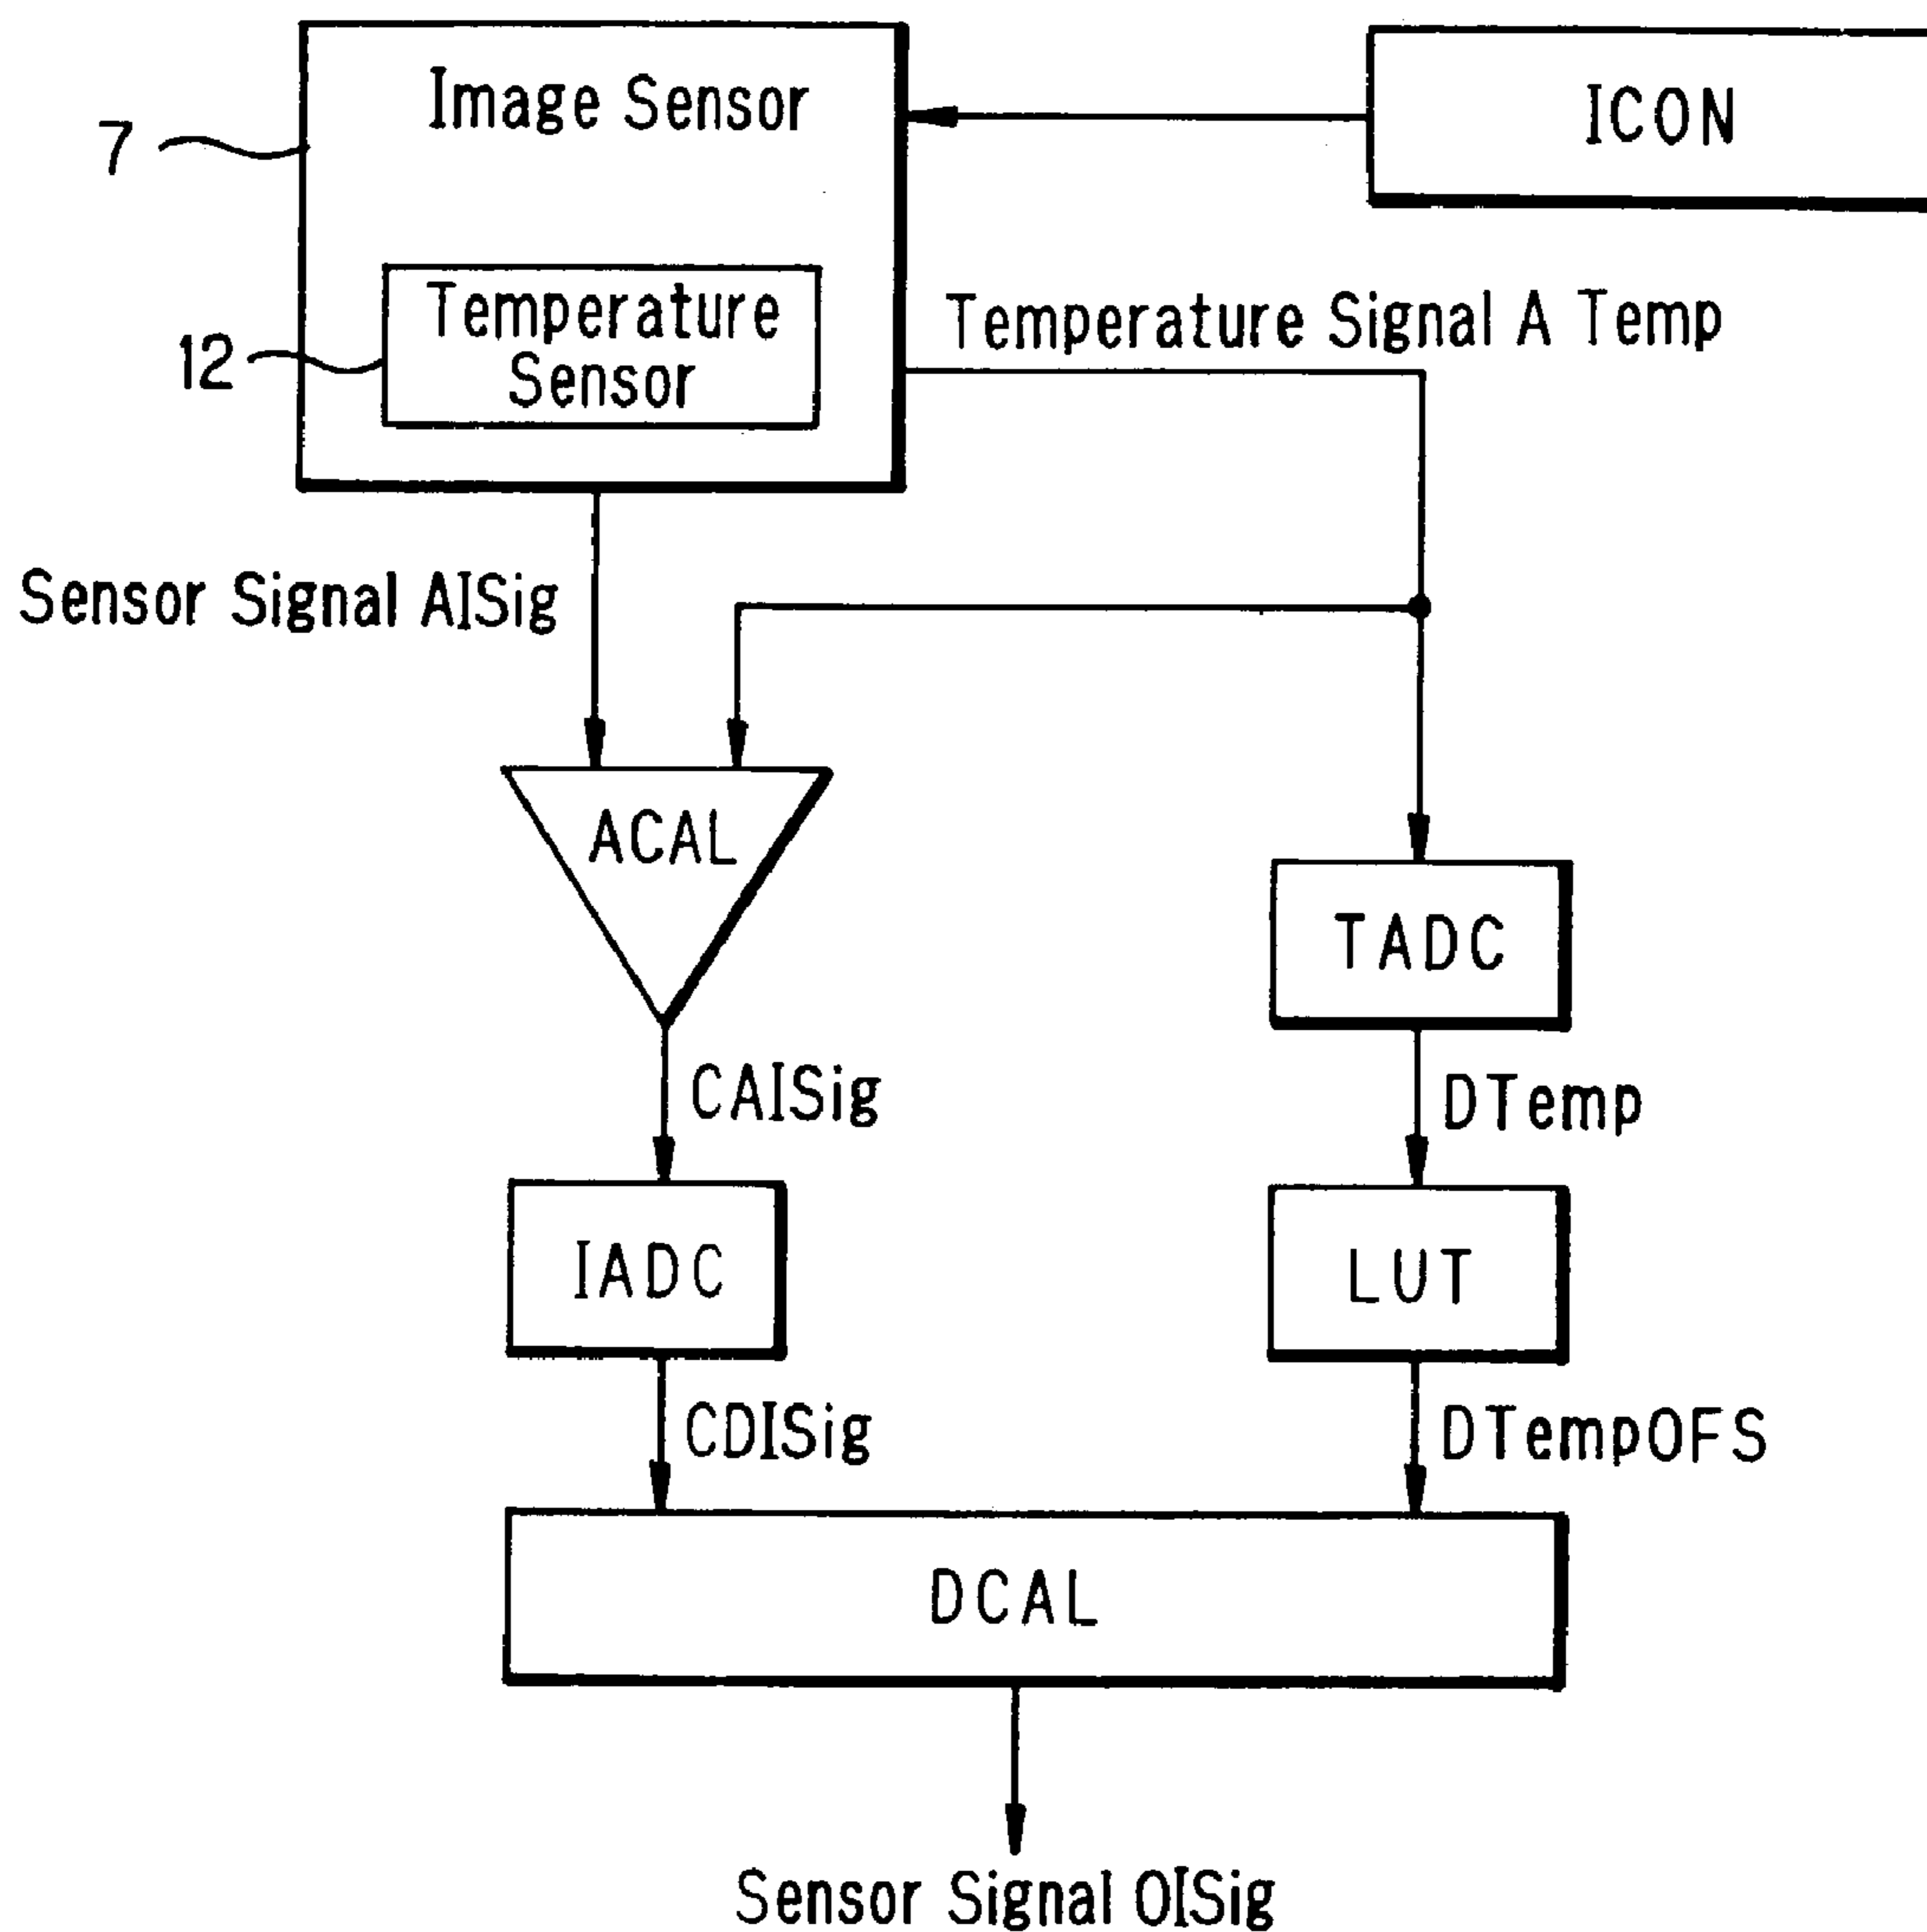 Image Sensor
ICON
7
Temperature
Sensor
12
Temperature Signal A Temp
Sensor Signal AISig
ACAL
TADC
CAISig
DTemp
IADC
LUT
CDISig
DTempOFS
DCAL
Sensor Signal OISig